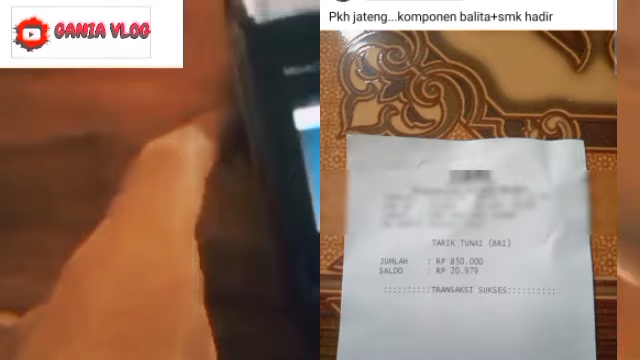 GANIA VLOG
Pkh jateng...komponen balita+smk hadir
TARIK TUNAI (BRI)
JUMLAH : RP 850.000
SALDO : RP 20.979
::::::::::TRANSAKSI SUKSES::::::::::